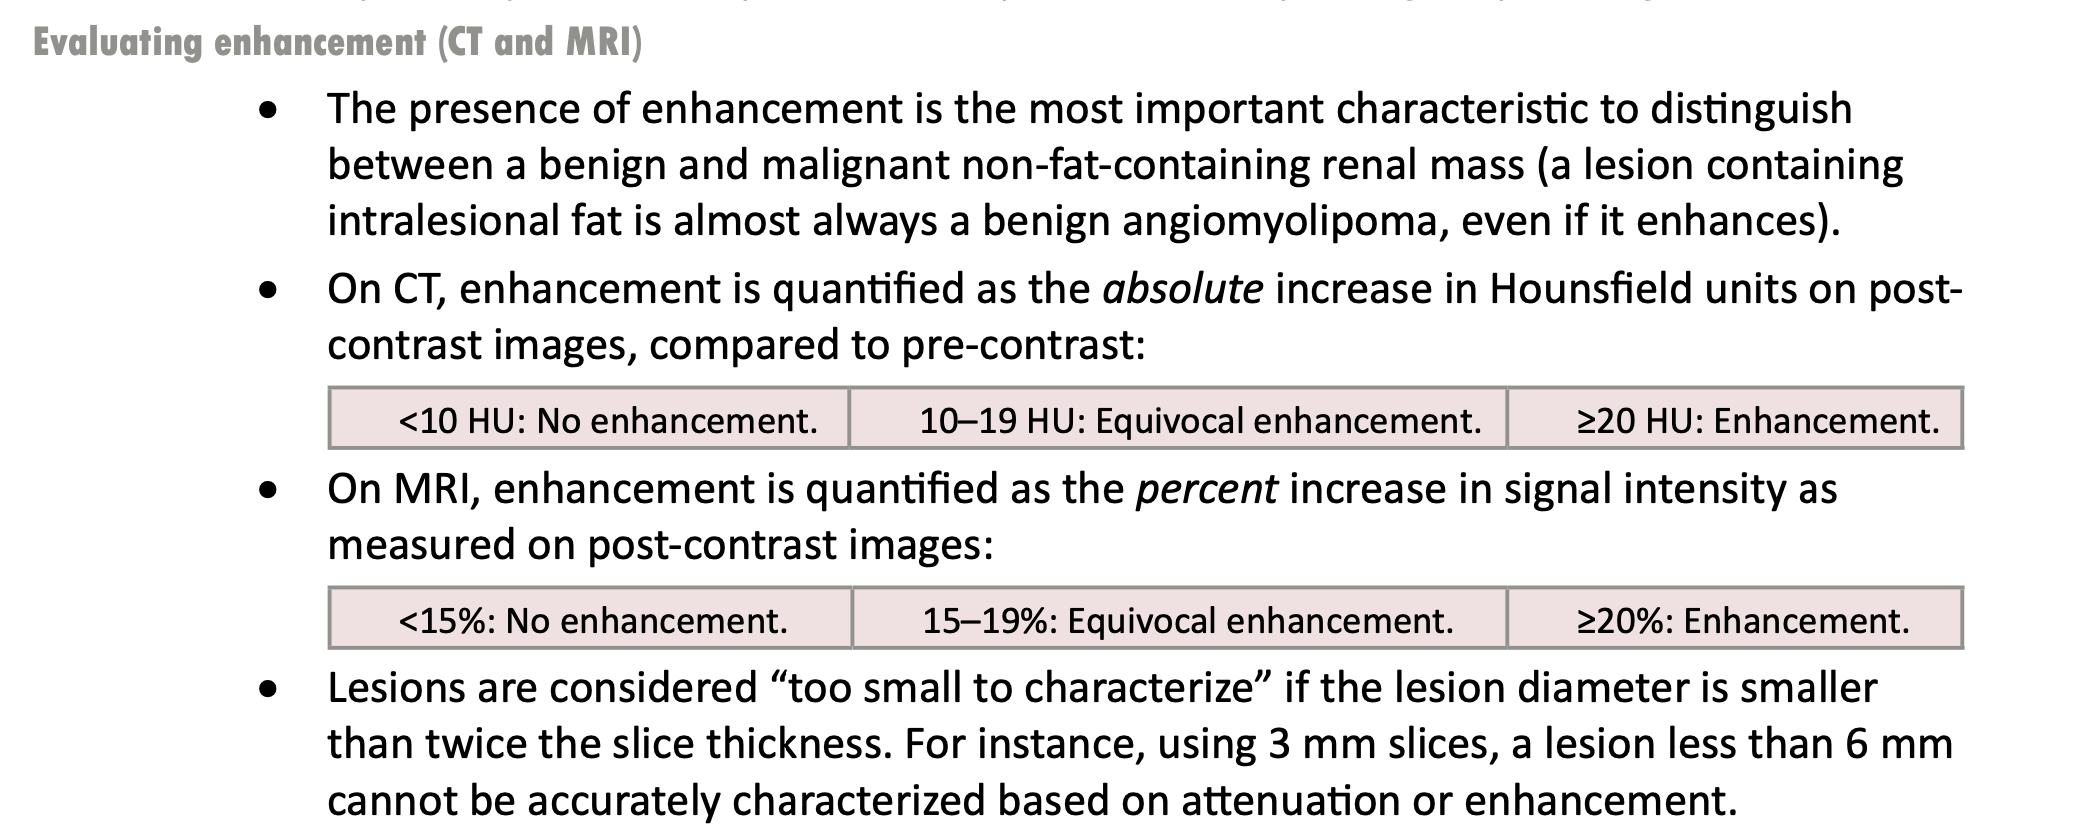 Evaluating enhancement (CT and MRI)
• The presence of enhancement is the most important characteristic to distinguish
between a benign and malignant non-fat-containing renal mass (a lesion containing
intralesional fat is almost always a benign angiomyolipoma, even if it enhances).
• On CT, enhancement is quantified as the absolute increase in Hounsfield units on post-
contrast images, compared to pre-contrast:
<10 HU: No enhancement. 10–19 HU: Equivocal enhancement. ≥20 HU: Enhancement.
• On MRI, enhancement is quantified as the percent increase in signal intensity as
measured on post-contrast images:
<15%: No enhancement. 15–19%: Equivocal enhancement. ≥20%: Enhancement.
• Lesions are considered “too small to characterize” if the lesion diameter is smaller
than twice the slice thickness. For instance, using 3 mm slices, a lesion less than 6 mm
cannot be accurately characterized based on attenuation or enhancement.